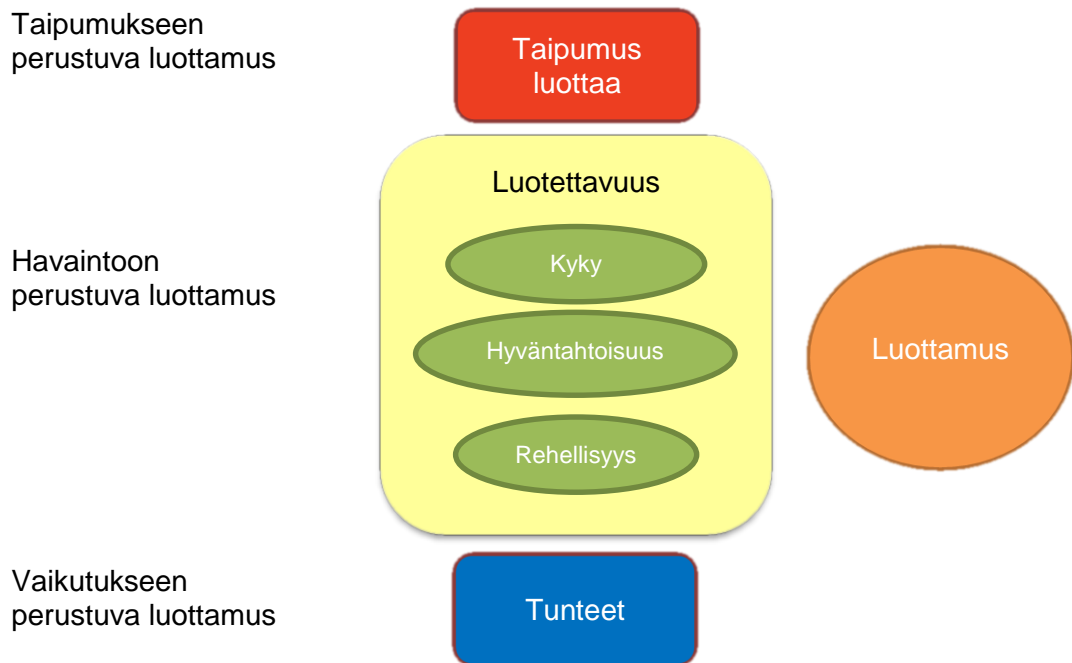 Taipumukseen
perustuva luottamus
Taipumus
luottaa
Luotettavuus
Kyky
Havaintoon
perustuva luottamus
Hyväntahtoisuus
Luottamus
Rehellisyys
Vaikutukseen
perustuva luottamus
Tunteet